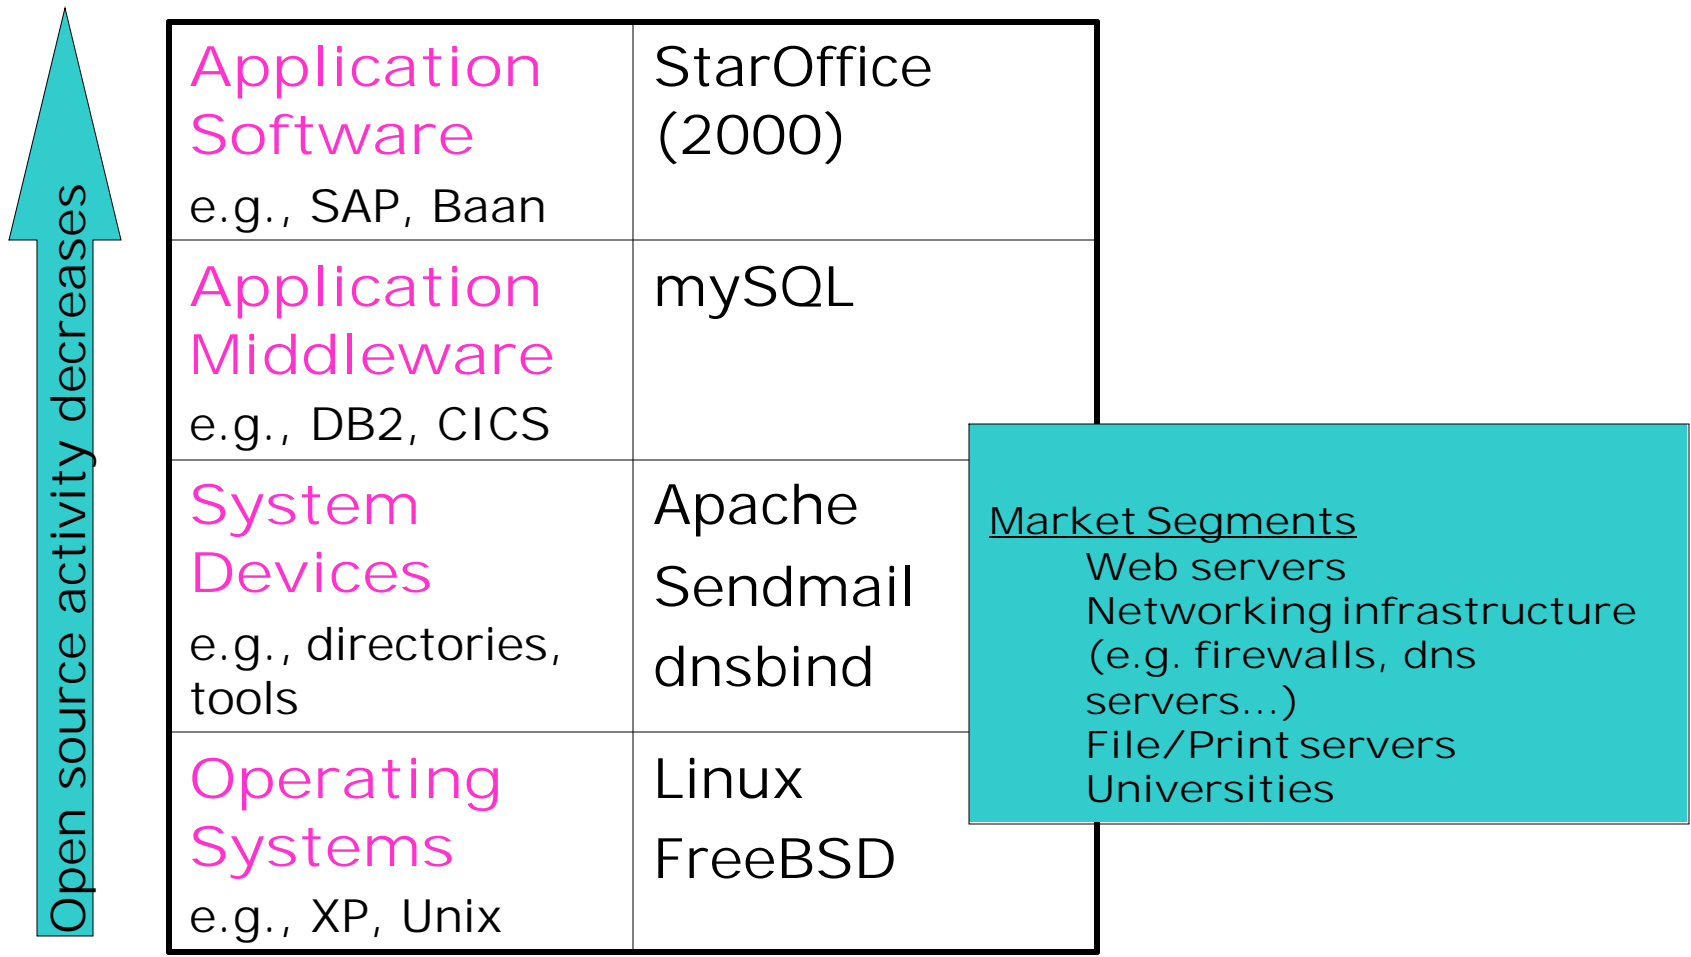 Open source activity decreases
Application
Software
e.g., SAP, Baan
StarOffice
(2000)
Application
Middleware
e.g., DB2, CICS
mySQL
System
Devices
e.g., directories,
tools
Apache
Sendmail
dnsbind
Operating
Systems
e.g., XP, Unix
Linux
FreeBSD
Market Segments
Web servers
Networking infrastructure
(e.g. firewalls, dns
servers...)
File/Print servers
Universities